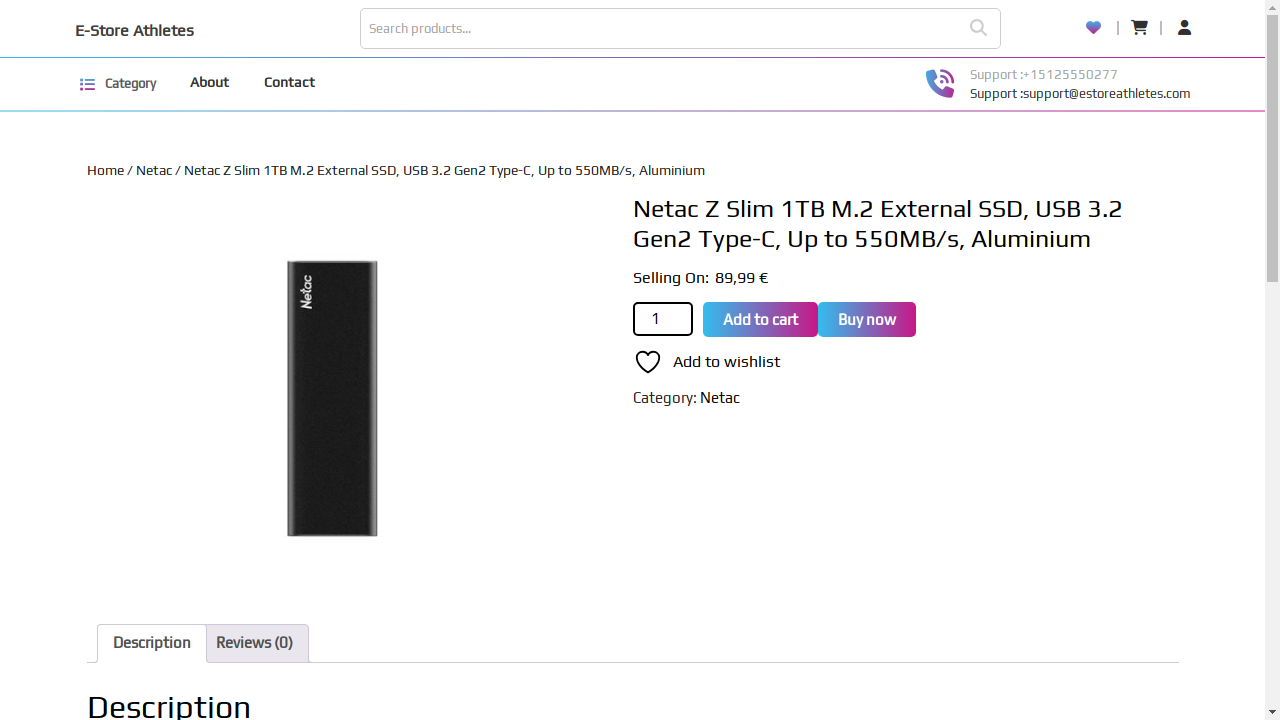 E-Store Athletes
Search products...
Category
About
Contact
Support :+15125550277
Support :support@estoreathletes.com
Home / Netac / Netac Z Slim 1TB M.2 External SSD, USB 3.2 Gen2 Type-C, Up to 550MB/s, Aluminium
Netac
Netac Z Slim 1TB M.2 External SSD, USB 3.2
Gen2 Type-C, Up to 550MB/s, Aluminium
Selling On: 89,99 €
1
Add to cart
Buy now
Add to wishlist
Category: Netac
Description
Reviews (0)
Description